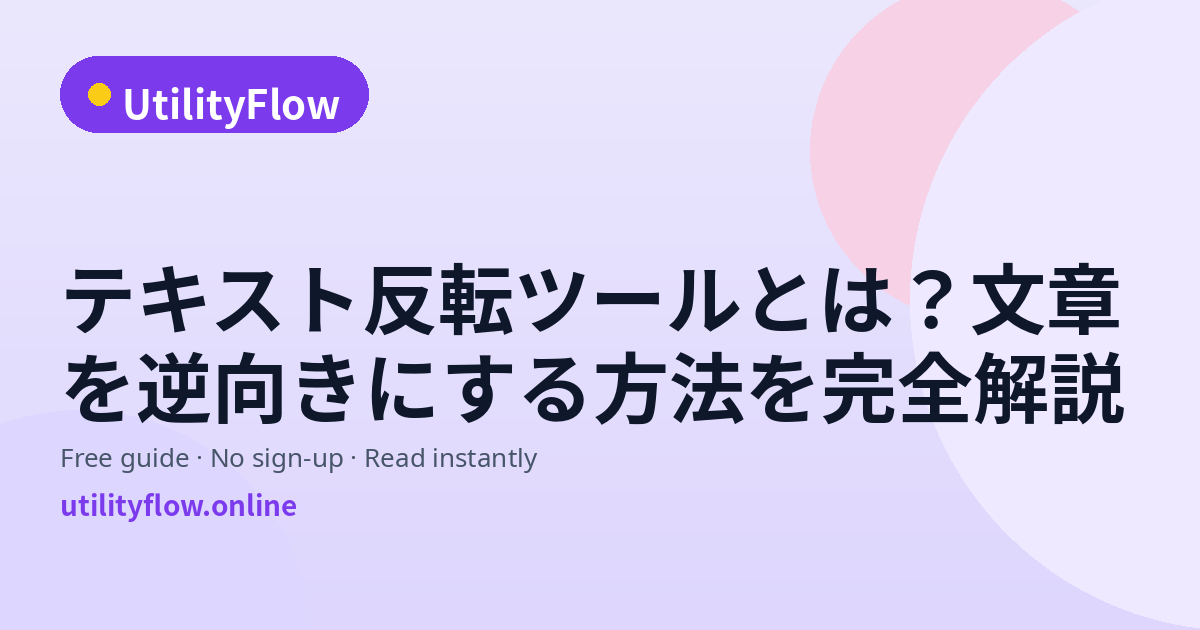 UtilityFlow
テキスト反転ツールとは？文章
を逆向きにする方法を完全解説
Free guide · No sign-up · Read instantly
utilityflow.online